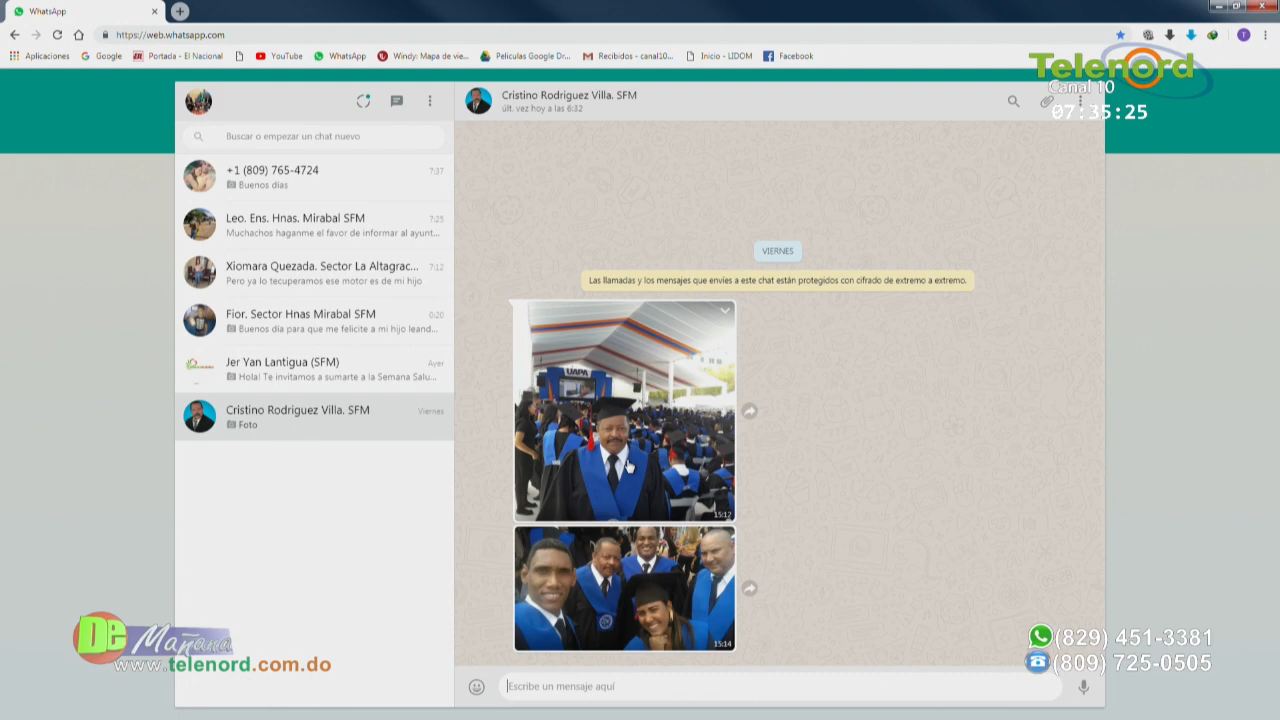 WhatsApp
https://web.whatsapp.com
Aplicaciones
Google
Portada - El Nacional
YouTube
WhatsApp
Windy: Mapa de vie...
Películas Google Dr...
Recibidos - canal10...
Inicio - LIDOM
Facebook
T
Telenord
Canal 10
07:35:25
Cristino Rodriguez Villa. SFM
últ. vez hoy a las 6:32
Buscar o empezar un chat nuevo
+1 (809) 765-4724
7:37
Buenos días
Leo. Ens. Hnas. Mirabal SFM
7:25
Muchachos haganme el favor de informar al ayunt...
Xiomara Quezada. Sector La Altagrac...
7:12
Pero ya lo tecuperamos ese motor es de mi hijo
Fior. Sector Hnas Mirabal SFM
0:20
Buenos día para que me felicite a mi hijo leand...
Jer Yan Lantigua (SFM)
Ayer
Hola! Te invitamos a sumarte a la Semana Salu...
Cristino Rodriguez Villa. SFM
Viernes
Foto
VIERNES
Las llamadas y los mensajes que envíes a este chat están protegidos con cifrado de extremo a extremo.
UAPA
15:12
15:14
Escribe un mensaje aquí
De Mañana
www.telenord.com.do
(829) 451-3381
(809) 725-0505